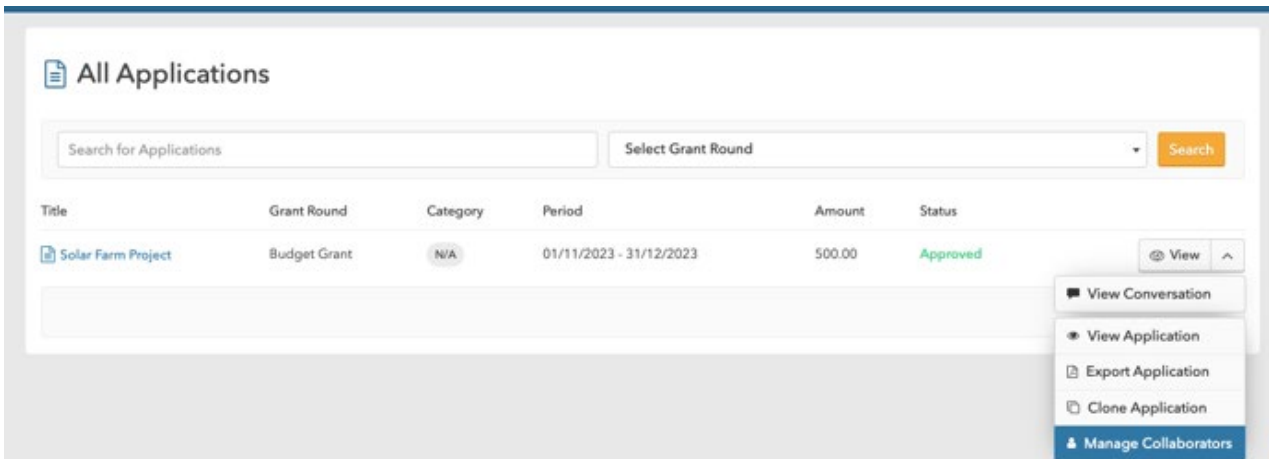 All Applications
Search for Applications
Select Grant Round
Search
Title Grant Round Category Period Amount Status
Solar Farm Project Budget Grant N/A 01/11/2023 - 31/12/2023 500.00 Approved View
View Conversation
View Application
Export Application
Clone Application
Manage Collaborators